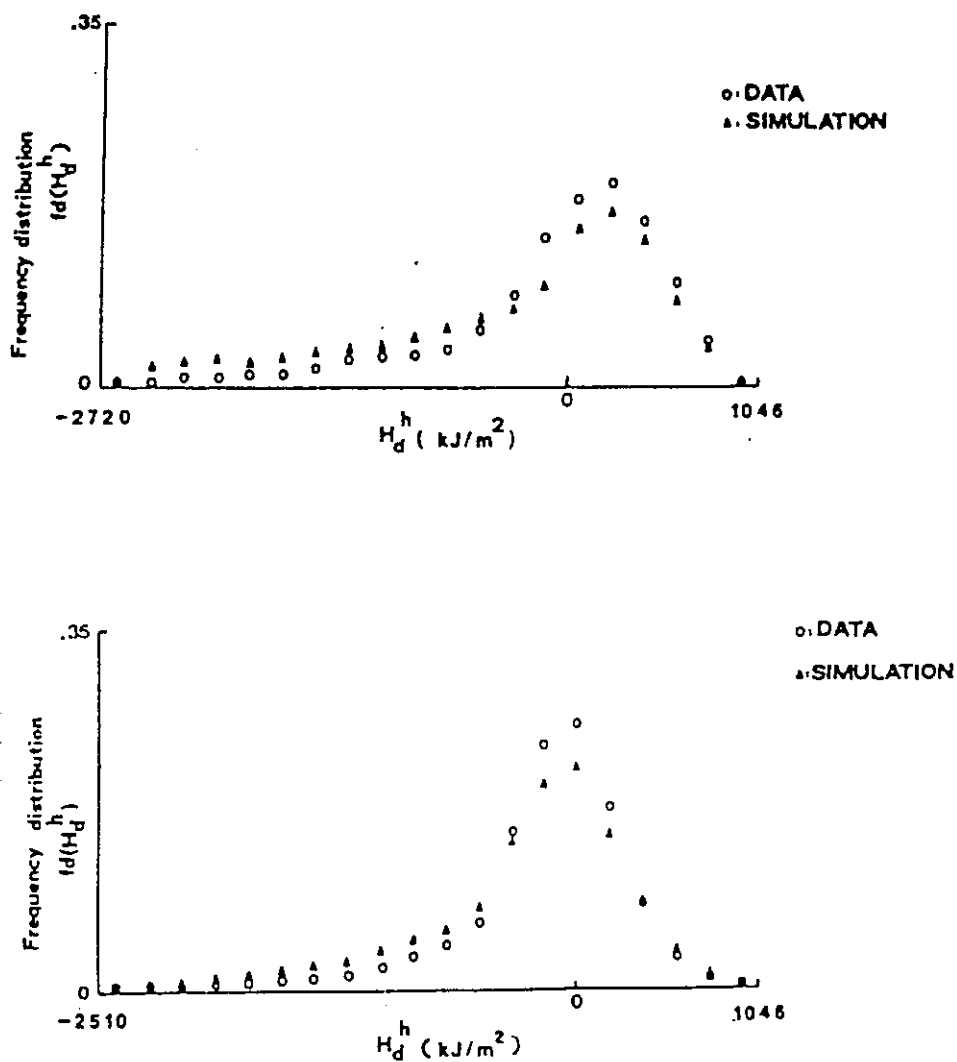 .35
o: DATA
▲: SIMULATION
Frequency distribution
fd(H_d^h)
0
-2720
0
1046
H_d^h ( kJ/m^2)
.35
o: DATA
▲: SIMULATION
Frequency distribution
fd(H_d^h)
0
-2510
0
1046
H_d^h ( kJ/m^2)